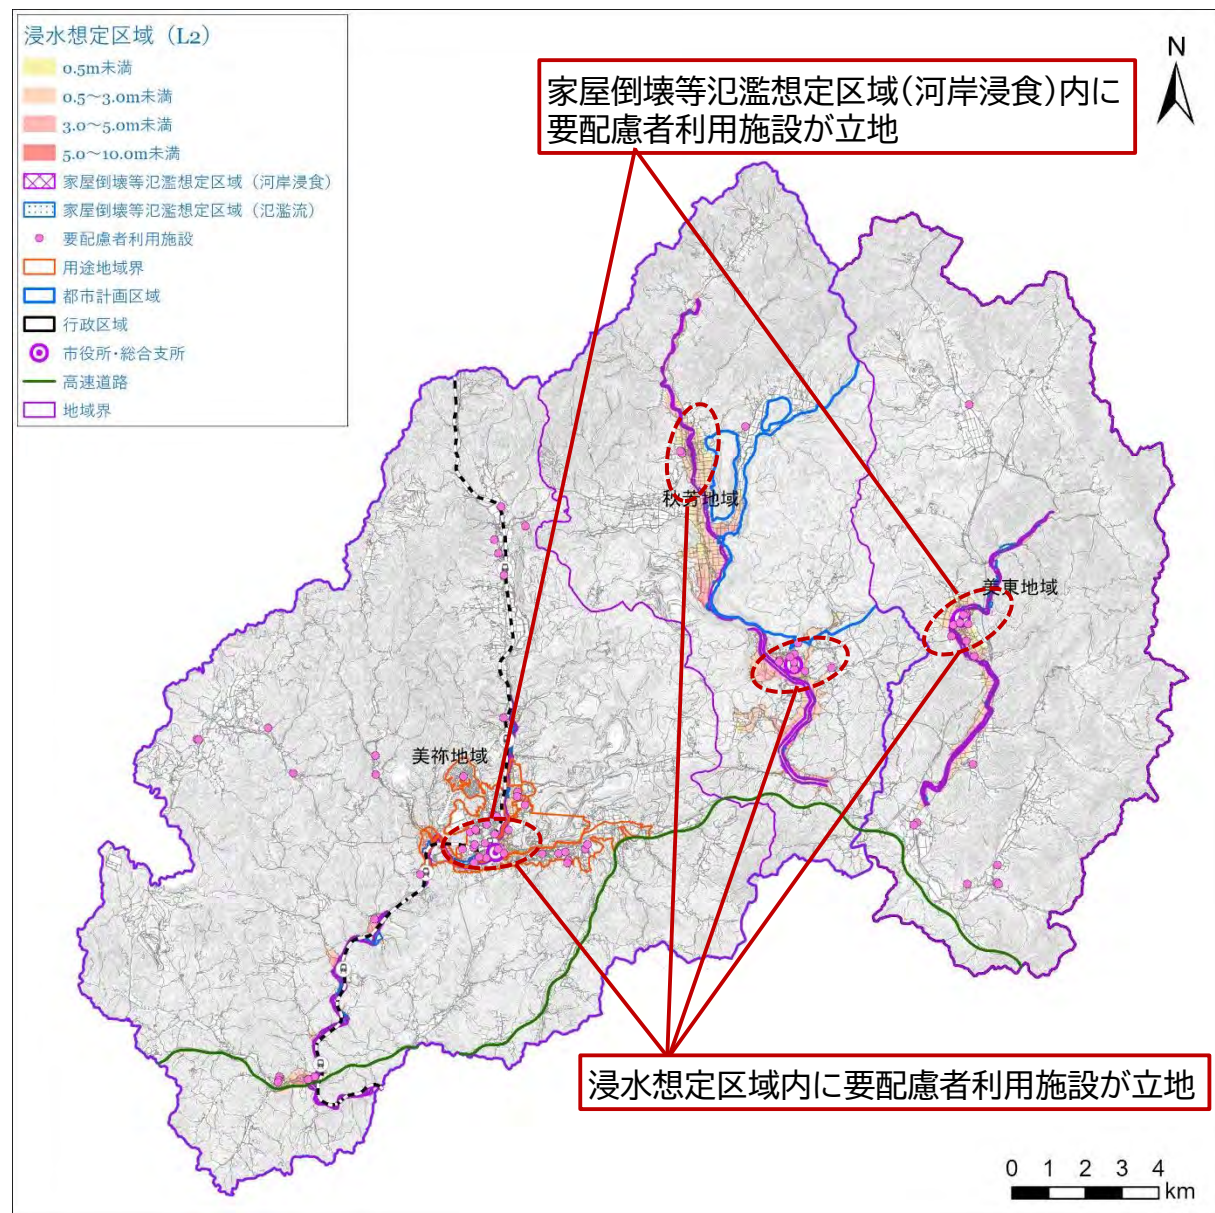 浸水想定区域（L2）
0.5m未満
0.5～3.0m未満
3.0～5.0m未満
5.0～10.0m未満
家屋倒壊等氾濫想定区域（河岸浸食）
家屋倒壊等氾濫想定区域（氾濫流）
要配慮者利用施設
用途地域界
都市計画区域
行政区域
市役所・総合支所
高速道路
地域界
家屋倒壊等氾濫想定区域（河岸浸食）内に
要配慮者利用施設が立地
N
秋芳地域
美東地域
美祢地域
浸水想定区域内に要配慮者利用施設が立地
0 1 2 3 4
km